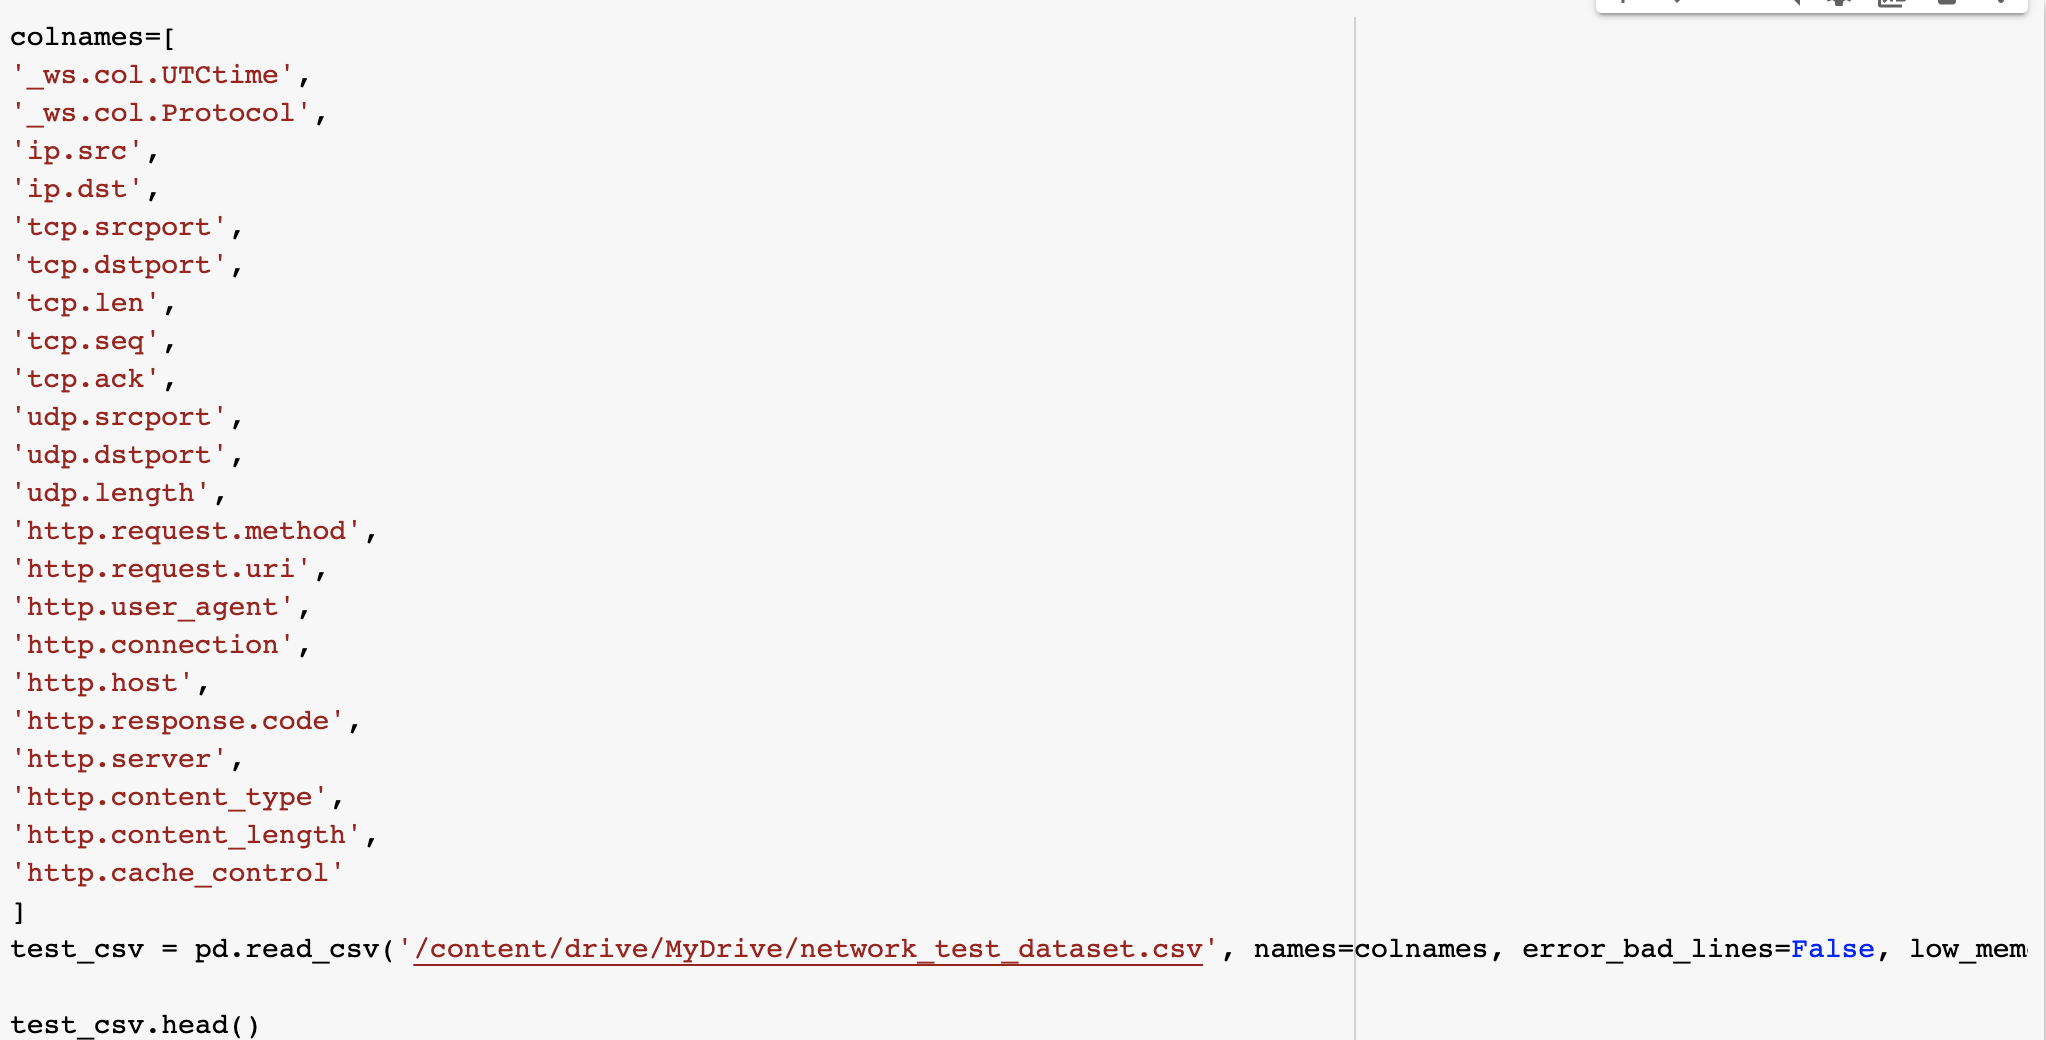 colnames=[
'_ws.col.UTCtime',
'_ws.col.Protocol',
'ip.src',
'ip.dst',
'tcp.srcport',
'tcp.dstport',
'tcp.len',
'tcp.seq',
'tcp.ack',
'udp.srcport',
'udp.dstport',
'udp.length',
'http.request.method',
'http.request.uri',
'http.user_agent',
'http.connection',
'http.host',
'http.response.code',
'http.server',
'http.content_type',
'http.content_length',
'http.cache_control'
]
test_csv = pd.read_csv('/content/drive/MyDrive/network_test_dataset.csv', names=colnames, error_bad_lines=False, low_mem
test_csv.head()